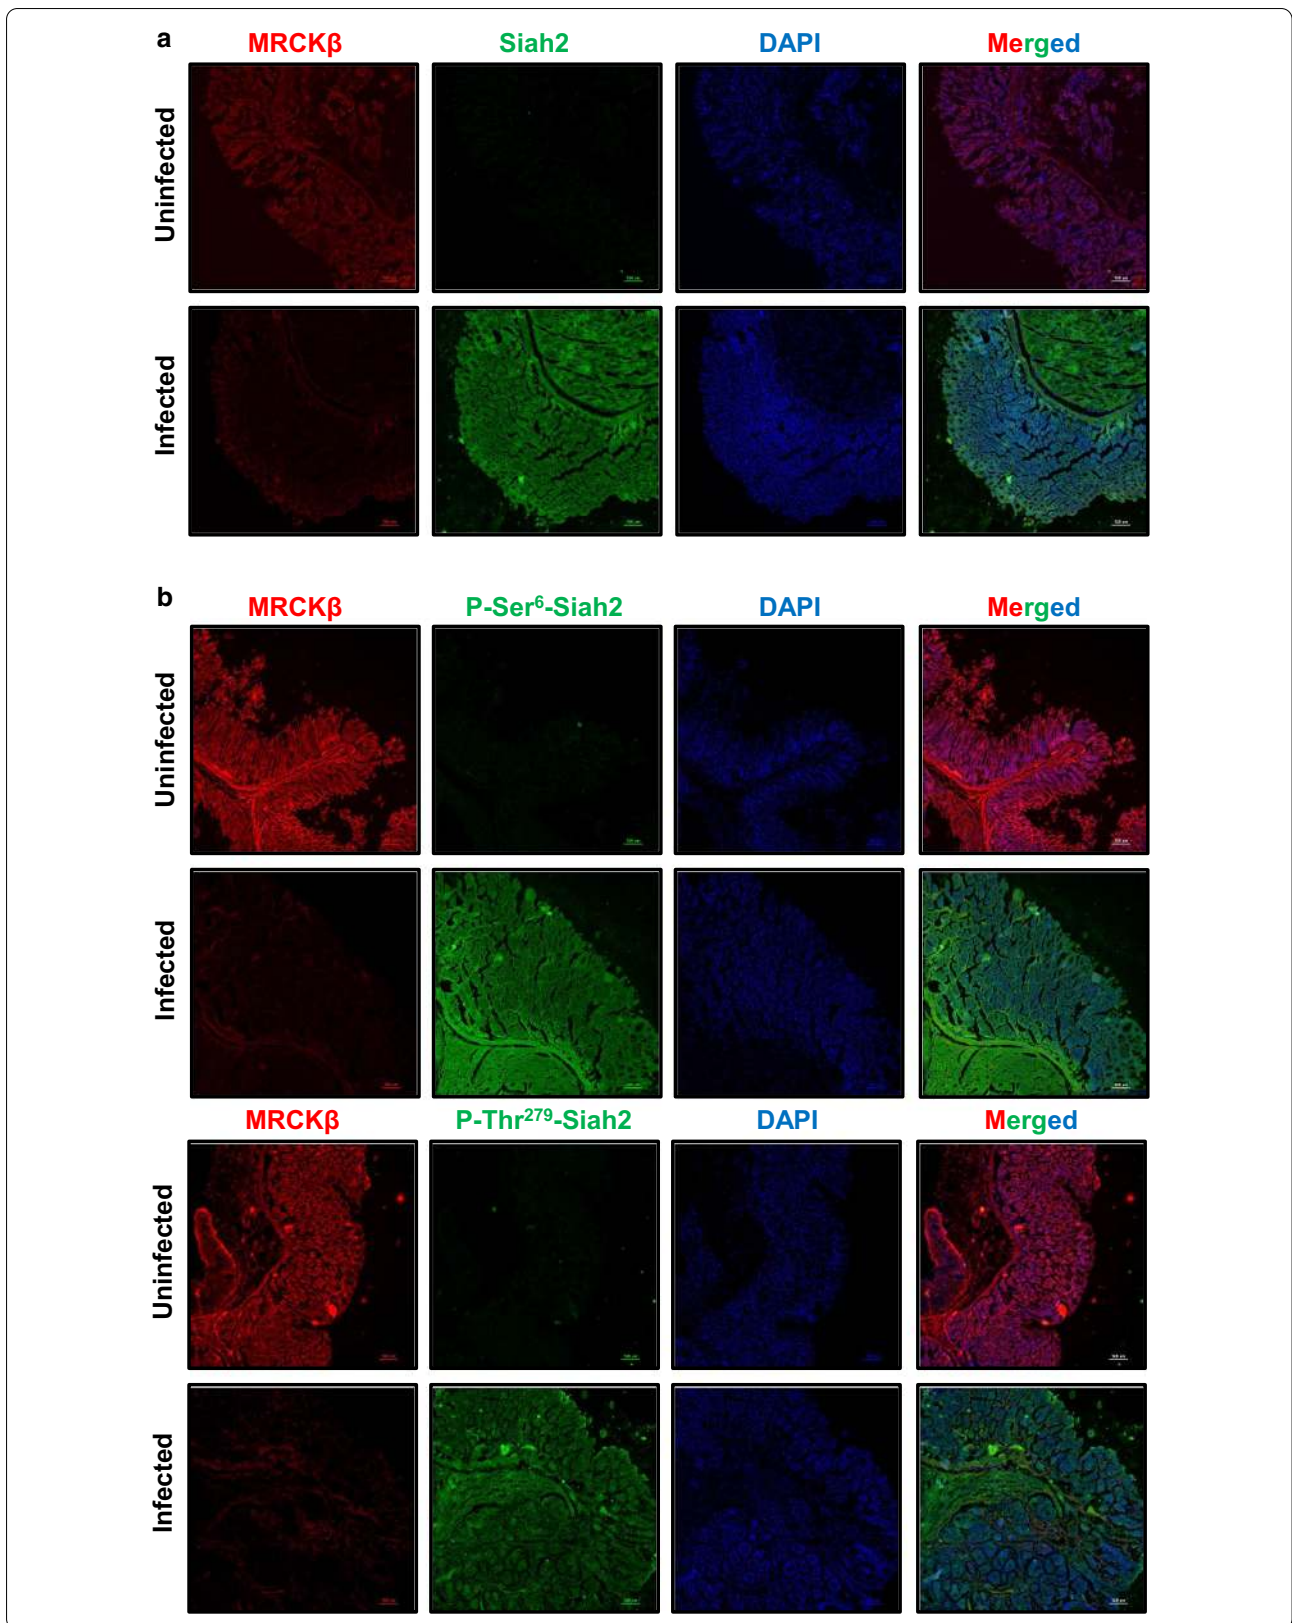 a
MRCKβ Siah2 DAPI Merged
Uninfected
Infected
b
MRCKβ P-Ser⁶-Siah2 DAPI Merged
Uninfected
Infected
MRCKβ P-Thr²⁷⁹-Siah2 DAPI Merged
Uninfected
Infected